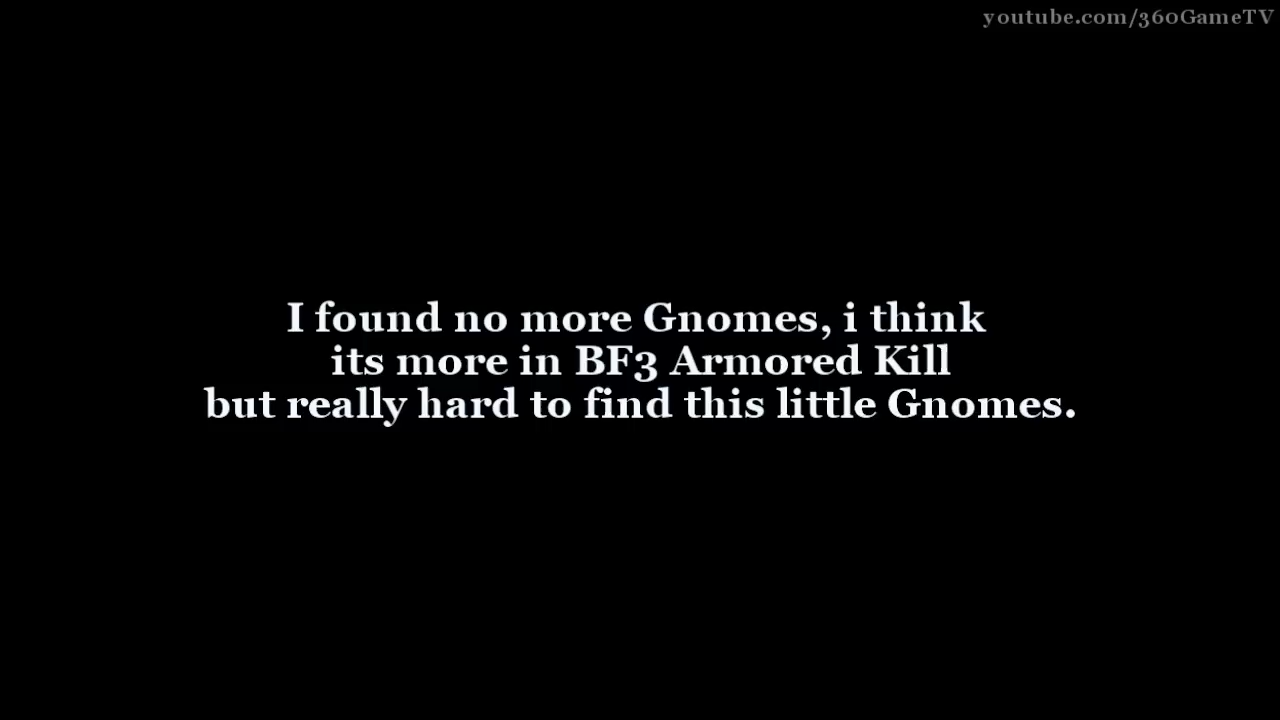 youtube.com/360GameTV
I found no more Gnomes, i think
its more in BF3 Armored Kill
but really hard to find this little Gnomes.